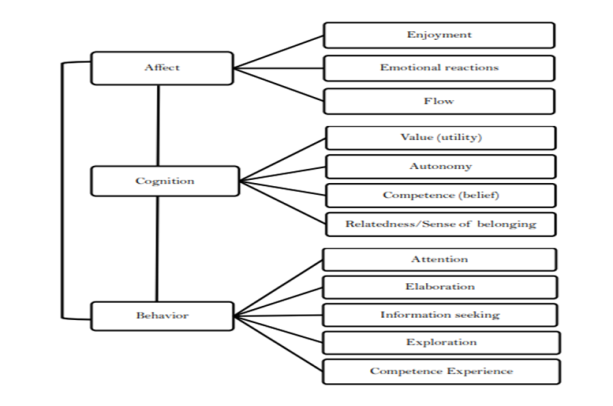 Affect
Enjoyment
Emotional reactions
Flow
Cognition
Value (utility)
Autonomy
Competence (belief)
Relatedness/Sense of belonging
Behavior
Attention
Elaboration
Information seeking
Exploration
Competence Experience